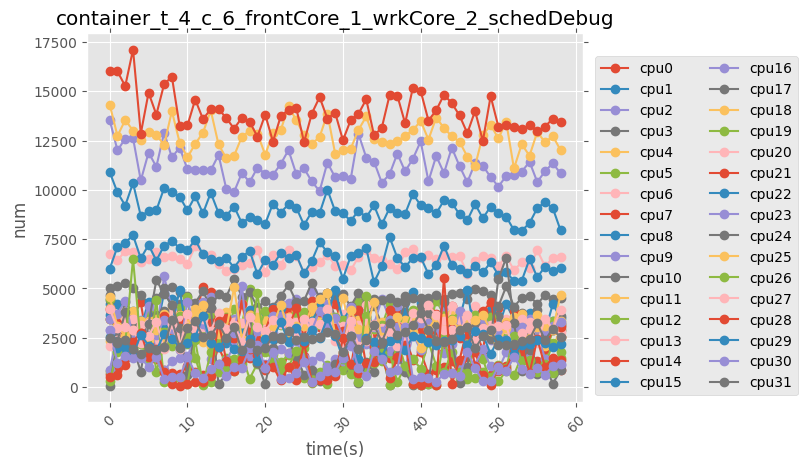 container_t_4_c_6_frontCore_1_wrkCore_2_schedDebug
17500
15000
12500
10000
7500
5000
2500
0
num
0
10
20
30
40
50
60
time(s)
cpu0
cpu1
cpu2
cpu3
cpu4
cpu5
cpu6
cpu7
cpu8
cpu9
cpu10
cpu11
cpu12
cpu13
cpu14
cpu15
cpu16
cpu17
cpu18
cpu19
cpu20
cpu21
cpu22
cpu23
cpu24
cpu25
cpu26
cpu27
cpu28
cpu29
cpu30
cpu31